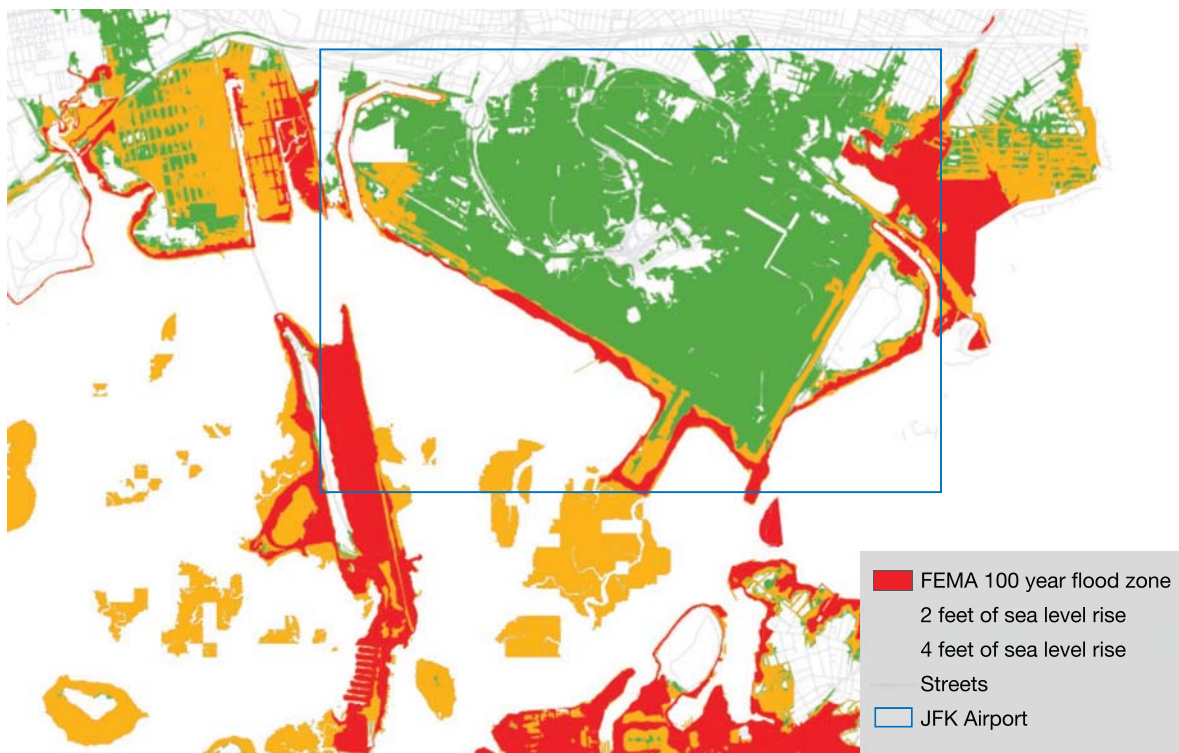 FEMA 100 year flood zone
2 feet of sea level rise
4 feet of sea level rise
Streets
JFK Airport